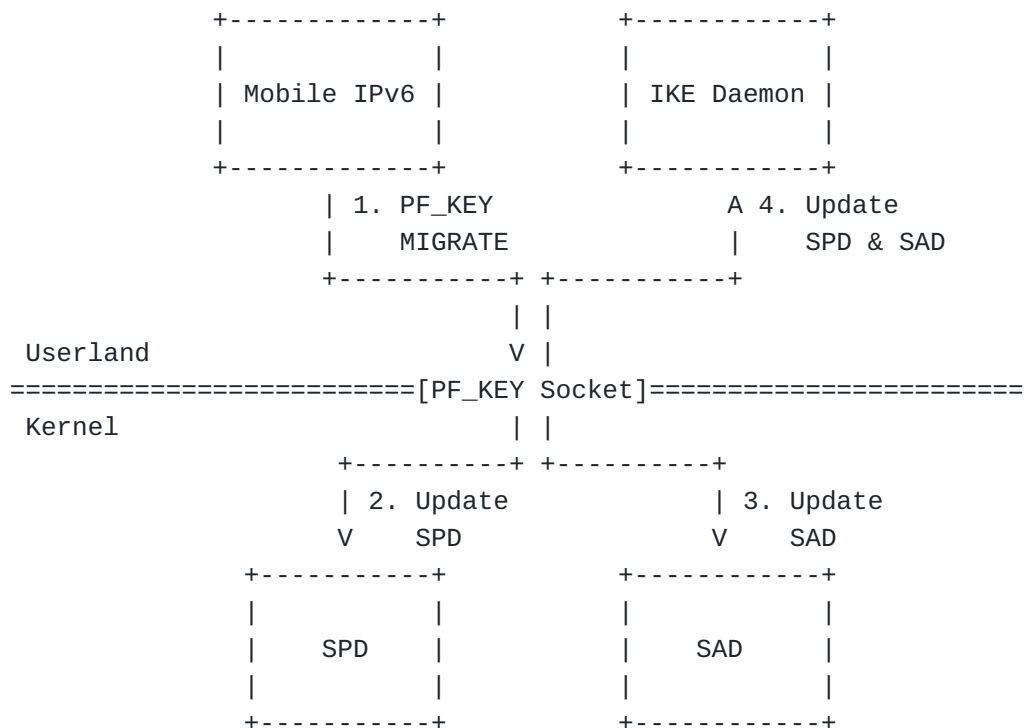 Mobile IPv6 IKE Daemon
1. PF_KEY A 4. Update
MIGRATE SPD & SAD
Userland V
[PF_KEY Socket]
Kernel
2. Update 3. Update
V SPD V SAD
SPD SAD